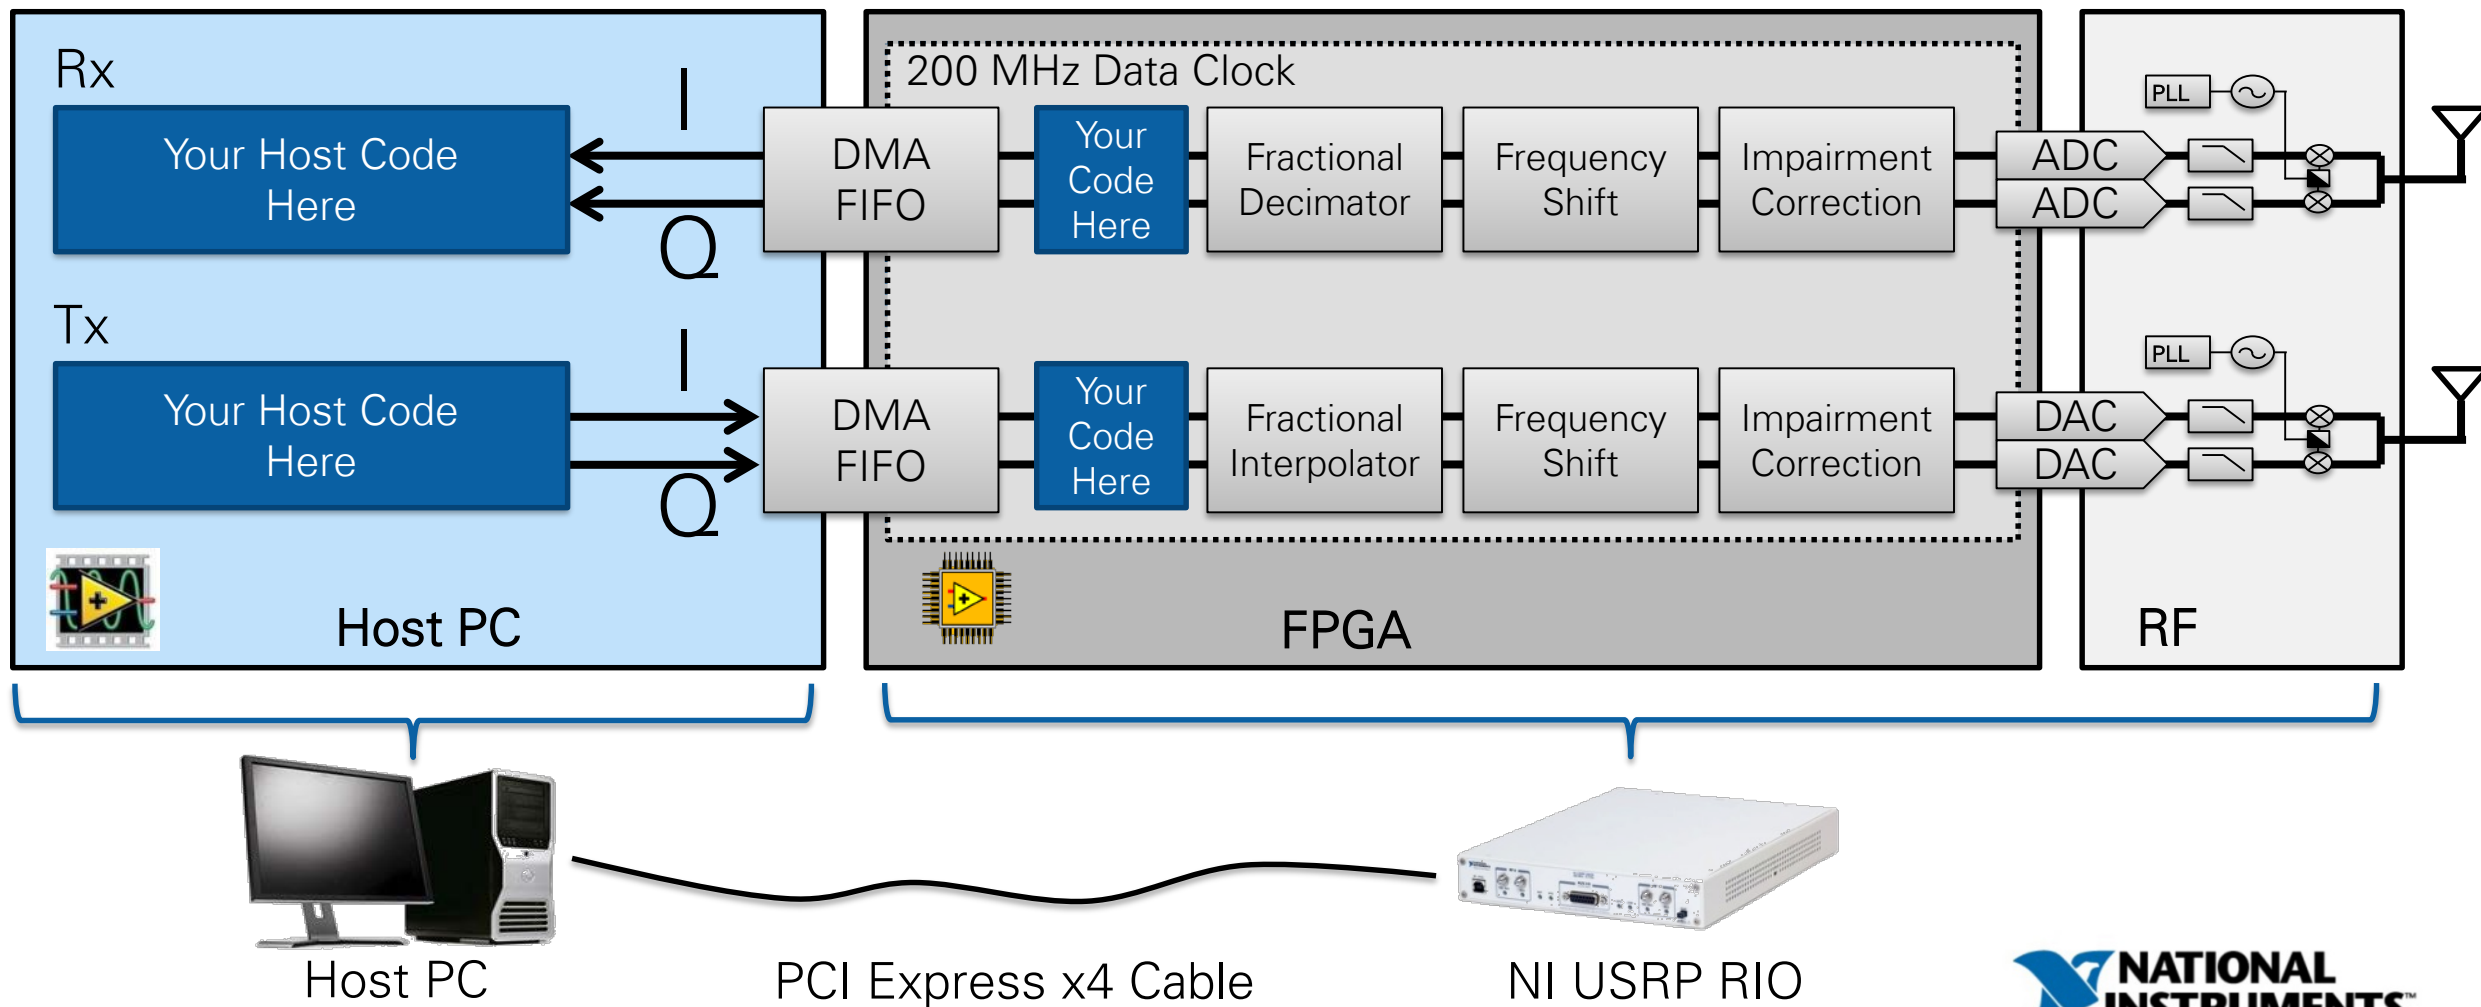 Rx
Your Host Code
Here
I
Q
DMA
FIFO
200 MHz Data Clock
Your
Code
Here
Fractional
Decimator
Frequency
Shift
Impairment
Correction
ADC
ADC
PLL
Tx
Your Host Code
Here
I
Q
DMA
FIFO
Your
Code
Here
Fractional
Interpolator
Frequency
Shift
Impairment
Correction
DAC
DAC
PLL
Host PC
FPGA
RF
Host PC
PCI Express x4 Cable
NI USRP RIO
NATIONAL
INSTRUMENTS™